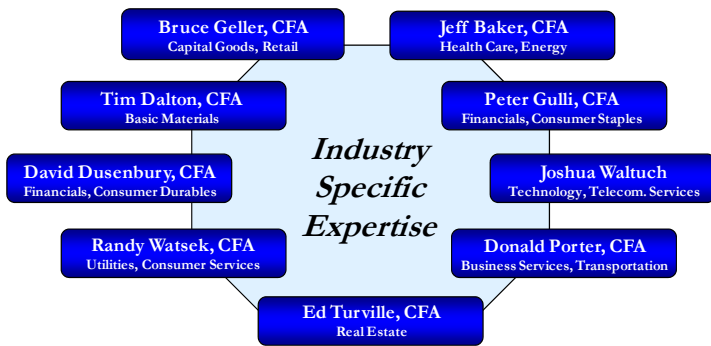 Bruce Geller, CFA
Capital Goods, Retail
Jeff Baker, CFA
Health Care, Energy
Tim Dalton, CFA
Basic Materials
Peter Gulli, CFA
Financials, Consumer Staples
Industry
Specific
Expertise
David Dusenbury, CFA
Financials, Consumer Durables
Joshua Waltuch
Technology, Telecom. Services
Randy Watsek, CFA
Utilities, Consumer Services
Donald Porter, CFA
Business Services, Transportation
Ed Turville, CFA
Real Estate